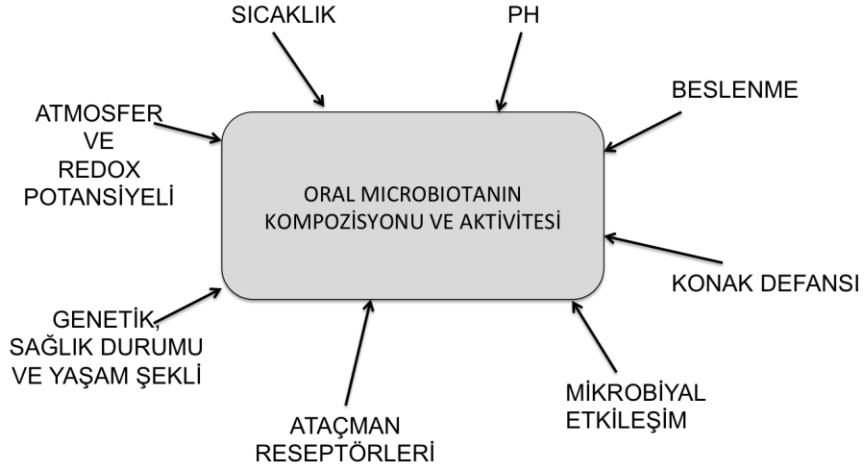 SICAKLIK
PH
BESLENME
ATMOSFER
VE
REDOX
POTANSİYELİ
ORAL MICROBIOTANIN
KOMPOZİSYONU VE AKTİVİTESİ
KONAK DEFANSI
GENETİK,
SAĞLIK DURUMU
VE YAŞAM ŞEKLİ
MİKROBİYAL
ETKİLEŞİM
ATAÇMAN
RESEPTÖRLERİ